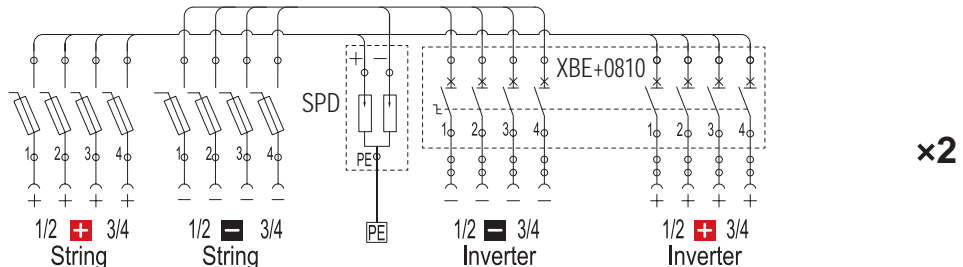 + −
XBE+0810
SPD
1 2 3 4
1 2 3 4
1 2 3 4
1 2 3 4
×2
PE
+ + + +
− − − −
− − − −
+ + + +
1/2 + 3/4
1/2 − 3/4
PE
1/2 − 3/4
1/2 + 3/4
String
String
Inverter
Inverter